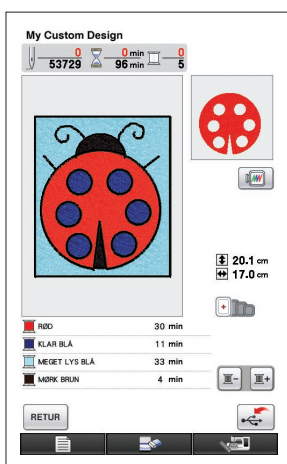 My Custom Design
0 0 min 0
53729 96 min 5
20.1 cm
17.0 cm
RØD 30 min
KLAR BLÅ 11 min
MEGET LYS BLÅ 33 min
MØRK BRUN 4 min
RETUR